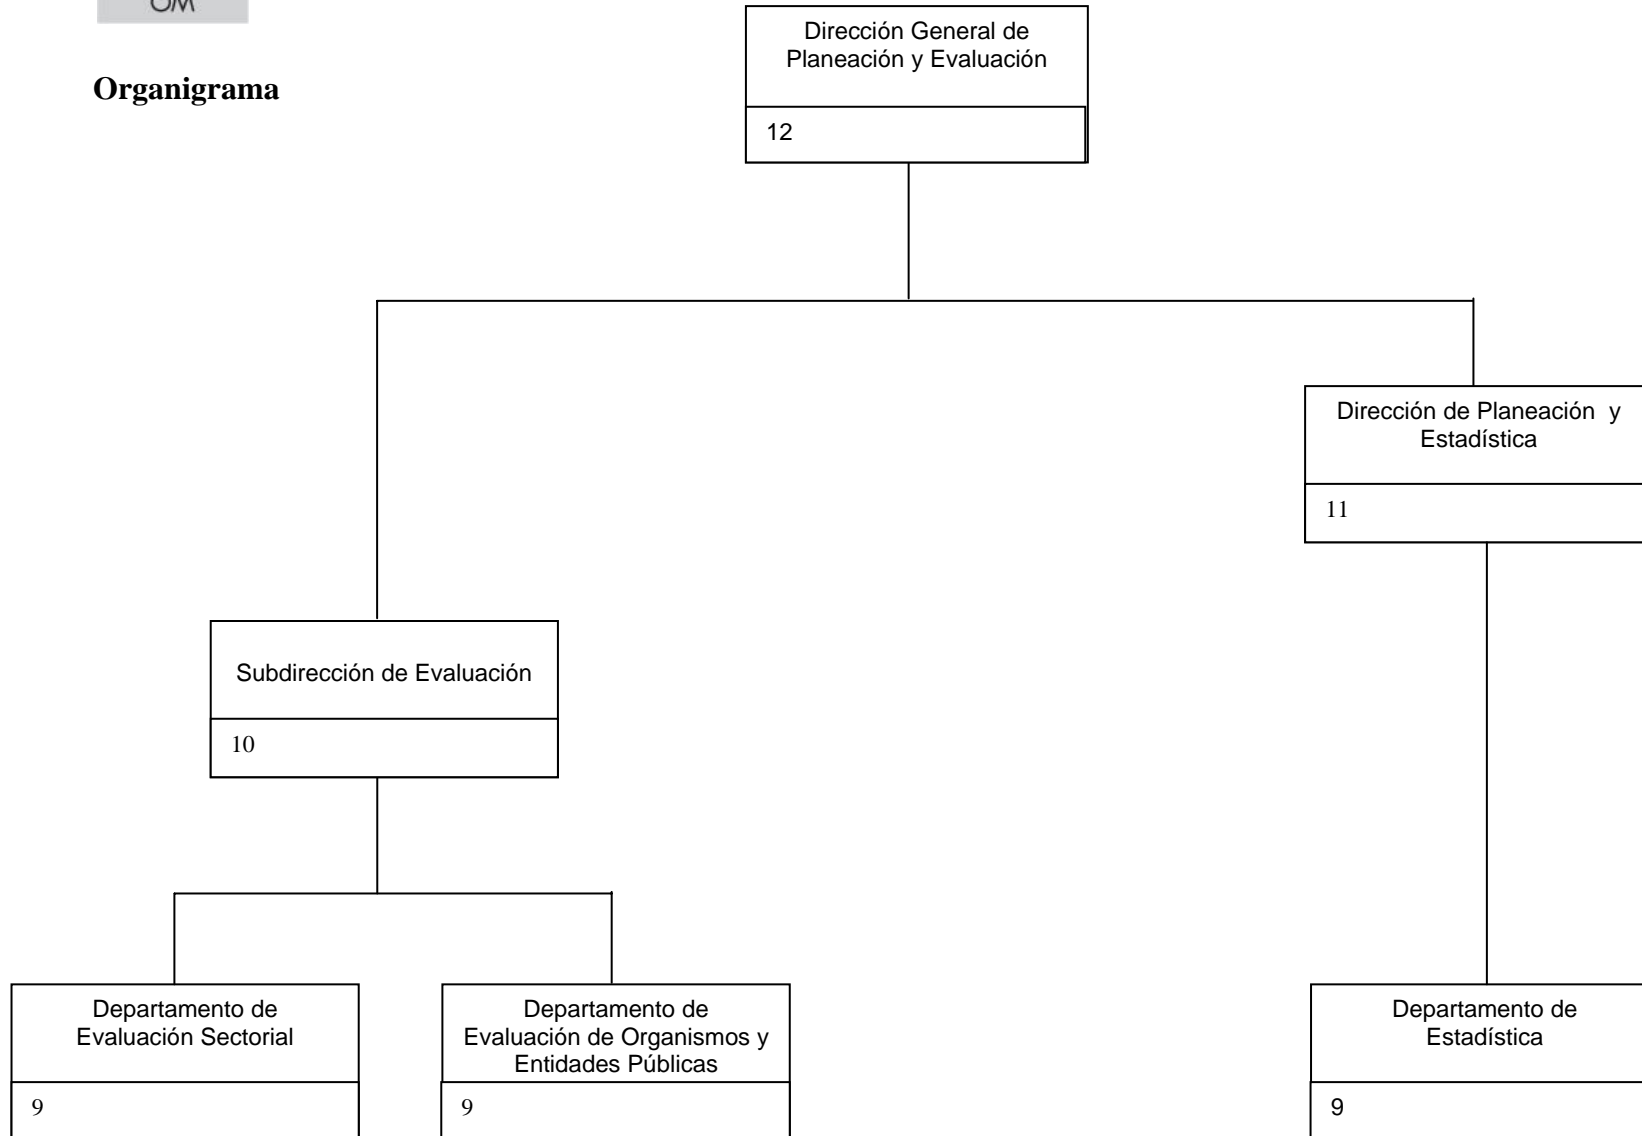 OM
Organigrama
Dirección General de
Planeación y Evaluación
12
Dirección de Planeación y
Estadística
11
Subdirección de Evaluación
10
Departamento de
Evaluación Sectorial
9
Departamento de
Evaluación de Organismos y
Entidades Públicas
9
Departamento de
Estadística
9